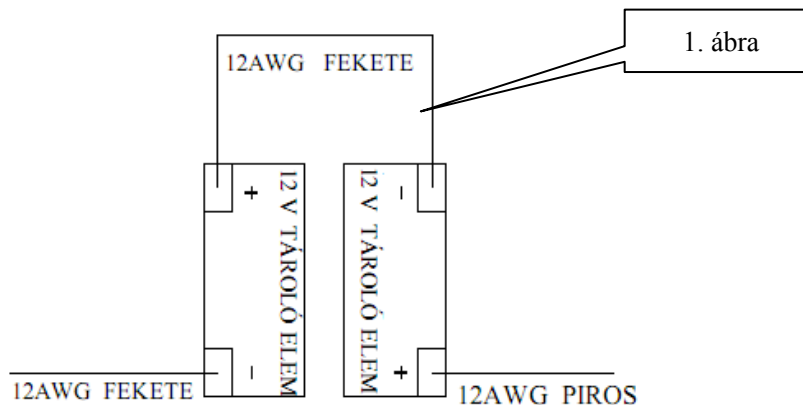 1. ábra
12AWG FEKETE
+
12 V TÁROLÓ ELEM
-
12 V TÁROLÓ ELEM
-
+
12AWG FEKETE
12AWG PIROS